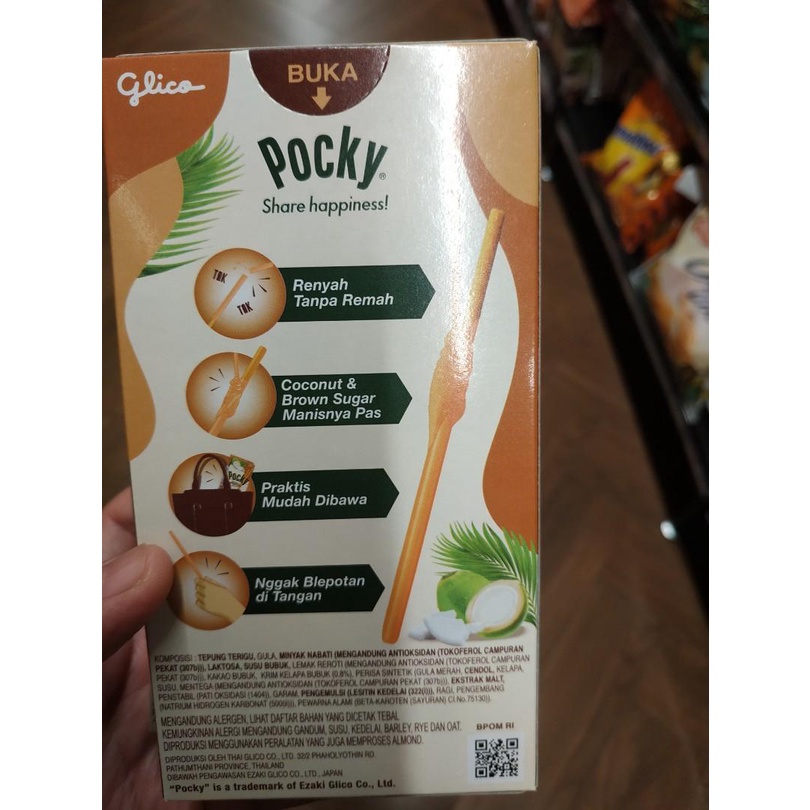 Glico
BUKA
Pocky®
Share happiness!
TOK
TOK
Renyah
Tanpa Remah
Coconut &
Brown Sugar
Manisnya Pas
POCKY
Praktis
Mudah Dibawa
Nggak Blepotan
di Tangan
KOMPOSISI : TEPUNG TERIGU, GULA, MINYAK NABATI (MENGANDUNG ANTIOKSIDAN (TOKOFEROL CAMPURAN
PEKAT (307b))), LAKTOSA, SUSU BUBUK, LEMAK REROTI (MENGANDUNG ANTIOKSIDAN (TOKOFEROL CAMPURAN
PEKAT (307b))), KAKAO BUBUK, KRIM KELAPA BUBUK (0,8%), PERISA SINTETIK (GULA MERAH, CENDOL, KELAPA,
SUSU, MENTEGA (MENGANDUNG ANTIOKSIDAN (TOKOFEROL CAMPURAN PEKAT 307b))), EKSTRAK MALT,
PENSTABIL (PATI OKSIDASI (1404)), GARAM, PENGEMULSI (LESITIN KEDELAI (322(i))), RAGI, PENGEMBANG
(NATRIUM HIDROGEN KARBONAT (500(ii))), PEWARNA ALAMI (BETA-KAROTEN (SAYURAN) CI.No.75130)).
MENGANDUNG ALERGEN, LIHAT DAFTAR BAHAN YANG DICETAK TEBAL
KEMUNGKINAN ALERGI MENGANDUNG GANDUM, SUSU, KEDELAI BARLEY, RYE DAN OAT.
DIPRODUKSI MENGGUNAKAN PERALATAN YANG JUGA MEMPROSES ALMOND.
BPOM RI
DIPRODUKSI OLEH THAI GLICO CO., LTD. 32/2 PHAHOLYOTHIN RD.
PATHUMTHANI PROVINCE, THAILAND
DIBAWAH PENGAWASAN EZAKI GLICO CO., LTD., JAPAN
"Pocky" is a trademark of Ezaki Glico Co., Ltd.